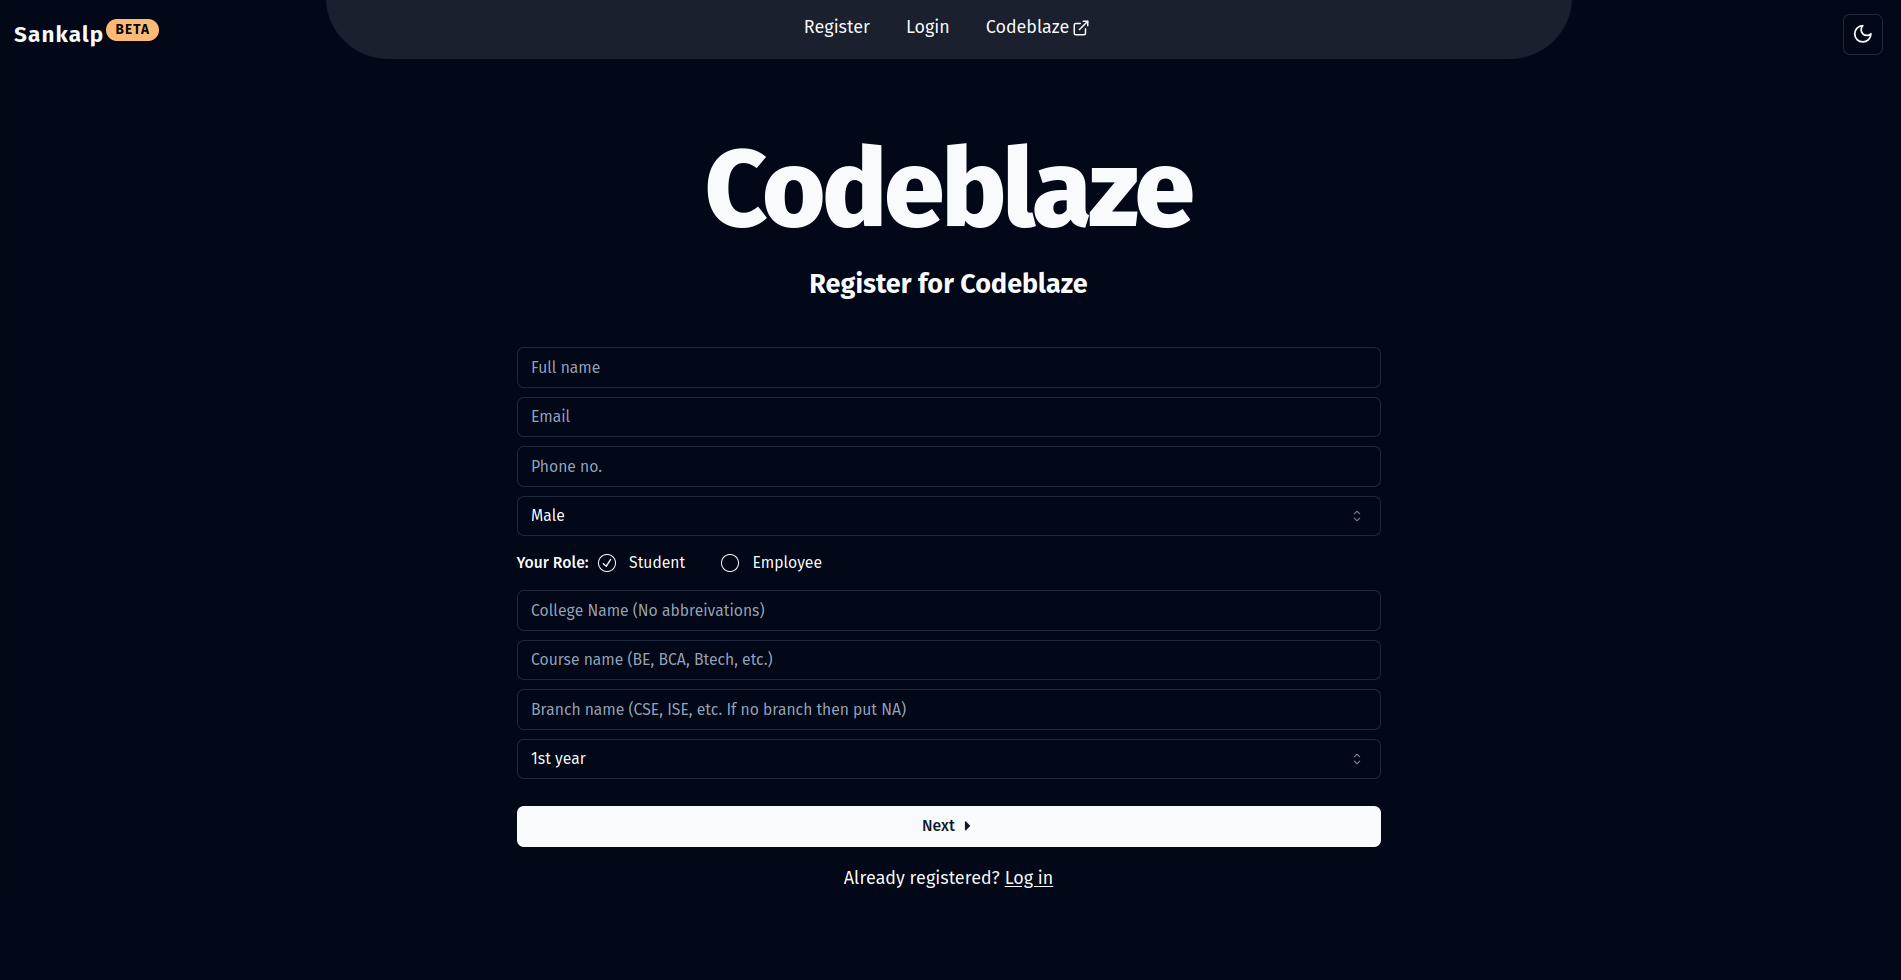 Sankalp BETA
Register Login Codeblaze
Codeblaze
Register for Codeblaze
Full name
Email
Phone no.
Male
Your Role: Student Employee
College Name (No abbreivations)
Course name (BE, BCA, Btech, etc.)
Branch name (CSE, ISE, etc. If no branch then put NA)
1st year
Next
Already registered? Log in